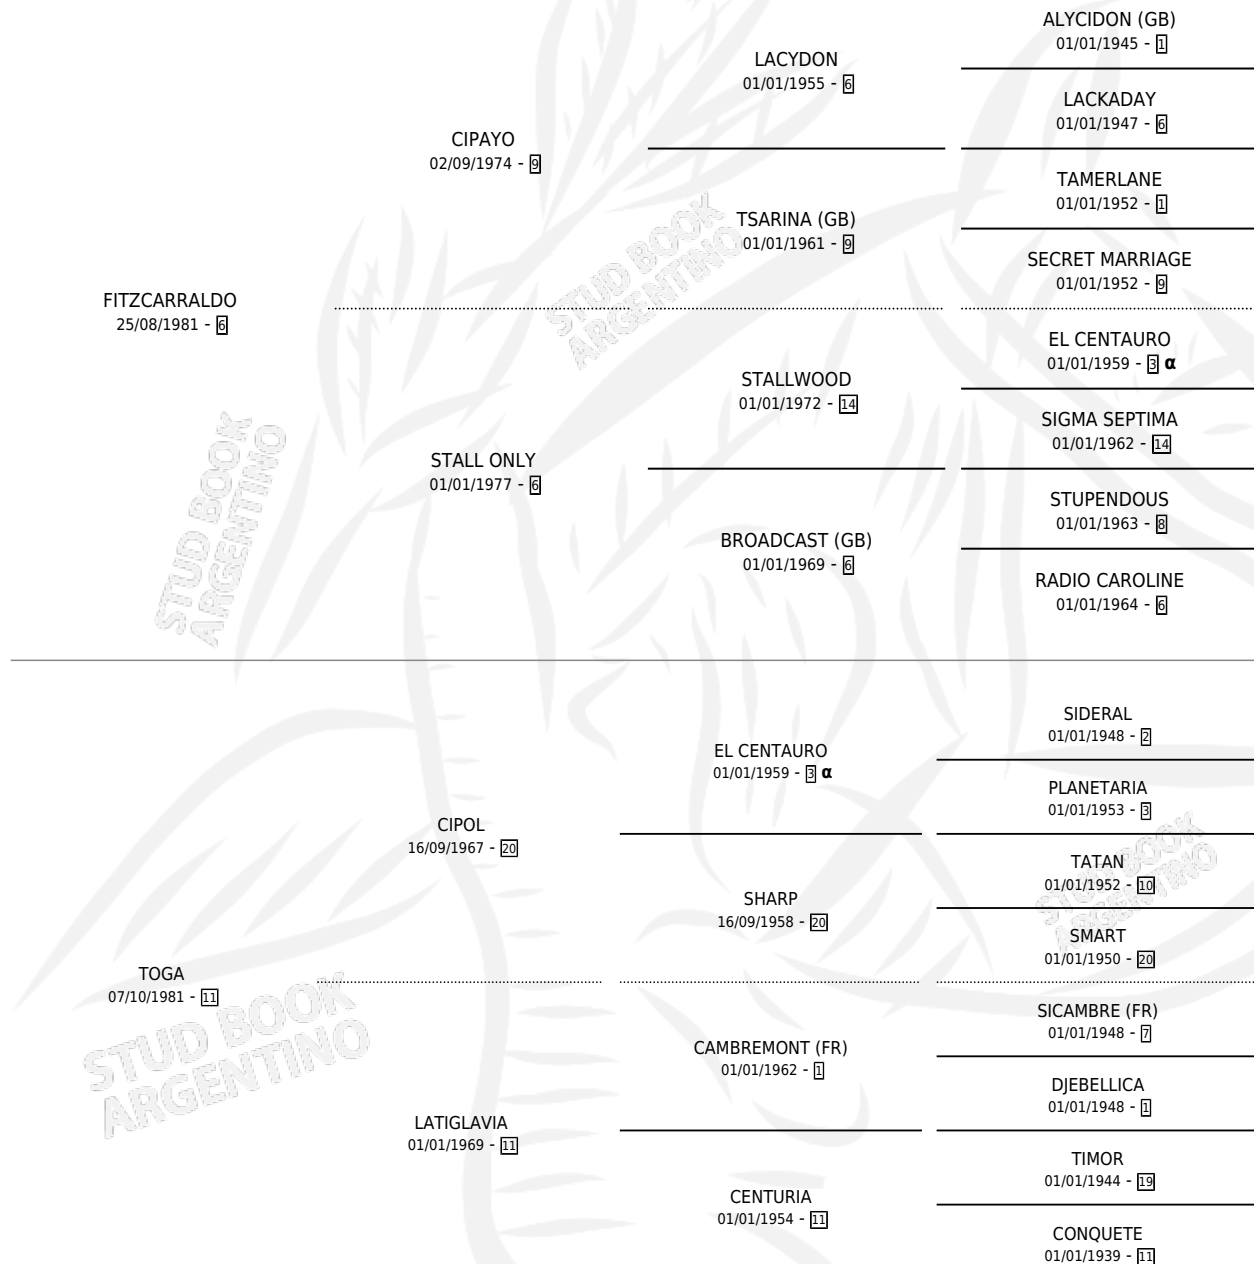 ALYCIDON (GB)
01/01/1945 - 1
LACYDON
01/01/1955 - 6
LACKADAY
01/01/1947 - 6
CIPAYO
02/09/1974 - 9
TAMERLANE
01/01/1952 - 1
TSARINA (GB)
01/01/1961 - 9
SECRET MARRIAGE
01/01/1952 - 9
FITZCARRALDO
25/08/1981 - 6
EL CENTAURO
01/01/1959 - 3 α
STALLWOOD
01/01/1972 - 14
SIGMA SEPTIMA
01/01/1962 - 14
STALL ONLY
01/01/1977 - 6
STUPENDOUS
01/01/1963 - 8
BROADCAST (GB)
01/01/1969 - 6
RADIO CAROLINE
01/01/1964 - 6
STUD BOOK
ARGENTINO
STUD BOOK
ARGENTINO
SIDERAL
01/01/1948 - 2
EL CENTAURO
01/01/1959 - 3 α
PLANETARIA
01/01/1953 - 3
CIPOL
16/09/1967 - 20
TATAN
01/01/1952 - 10
SHARP
16/09/1958 - 20
SMART
01/01/1950 - 20
TOGA
07/10/1981 - 11
SICAMBRE (FR)
01/01/1948 - 7
CAMBREMONT (FR)
01/01/1962 - 1
DJEBELLICA
01/01/1948 - 1
LATIGLAVIA
01/01/1969 - 11
TIMOR
01/01/1944 - 19
CENTURIA
01/01/1954 - 11
CONQUETE
01/01/1939 - 11
STUD BOOK
ARGENTINO
STUD BOOK
ARGENTINO